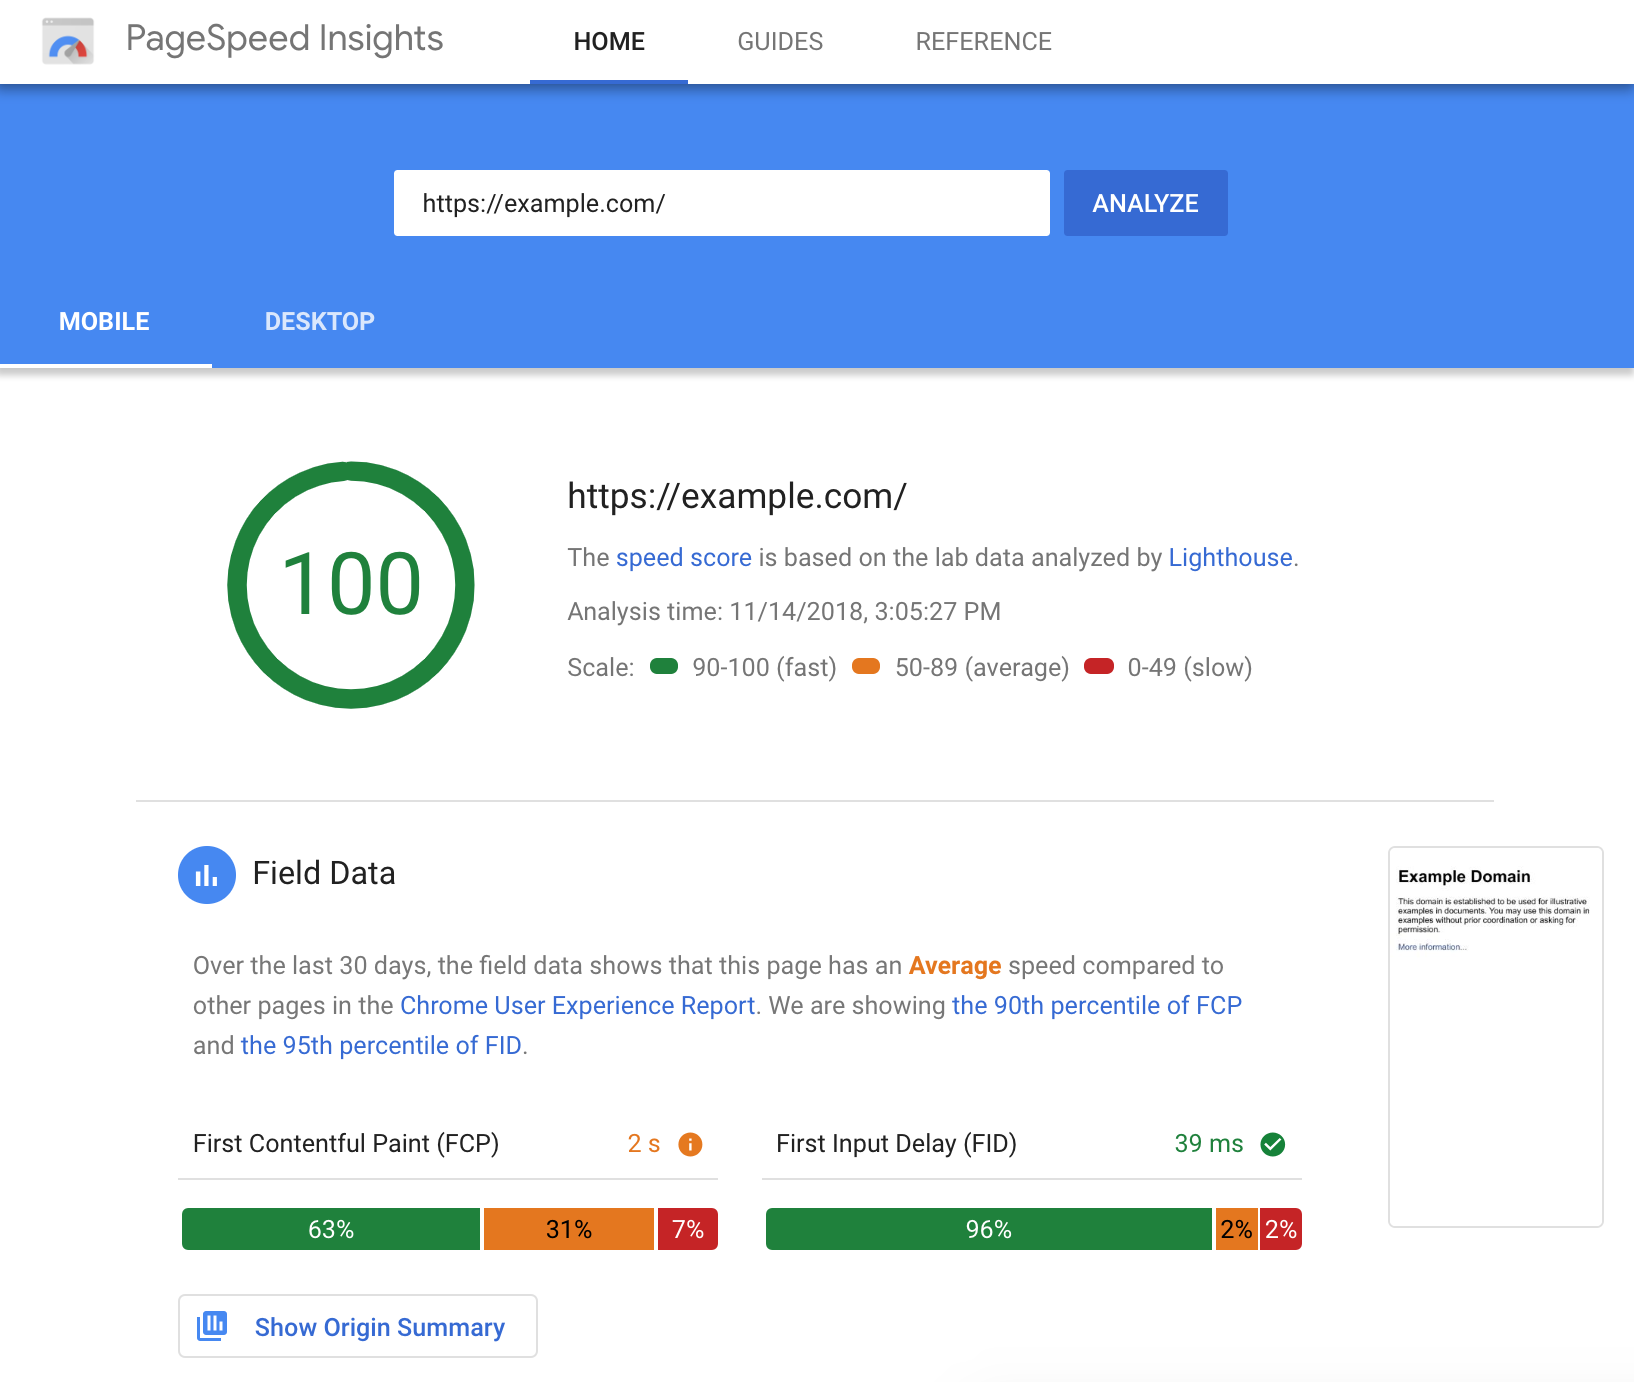 PageSpeed Insights HOME GUIDES REFERENCE
https://example.com/ ANALYZE
MOBILE DESKTOP
100
https://example.com/
The speed score is based on the lab data analyzed by Lighthouse.
Analysis time: 11/14/2018, 3:05:27 PM
Scale: 90-100 (fast) 50-89 (average) 0-49 (slow)
Field Data
Over the last 30 days, the field data shows that this page has an Average speed compared to
other pages in the Chrome User Experience Report. We are showing the 90th percentile of FCP
and the 95th percentile of FID.
First Contentful Paint (FCP) 2 s
63% 31% 7%
First Input Delay (FID) 39 ms
96% 2% 2%
Show Origin Summary
Example Domain
This domain is established to be used for illustrative
examples in documents. You may use this domain in
examples without prior coordination or asking for
permission.
More information...